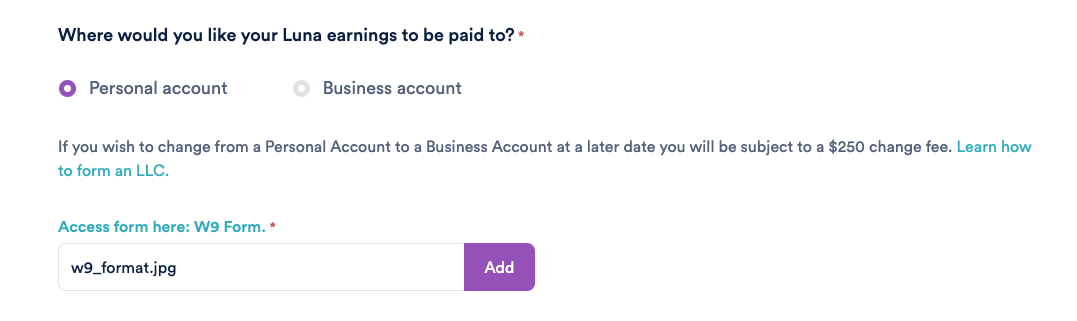 Where would you like your Luna earnings to be paid to? *
Personal account
Business account
If you wish to change from a Personal Account to a Business Account at a later date you will be subject to a $250 change fee. Learn how
to form an LLC.
Access form here: W9 Form. *
w9_format.jpg
Add